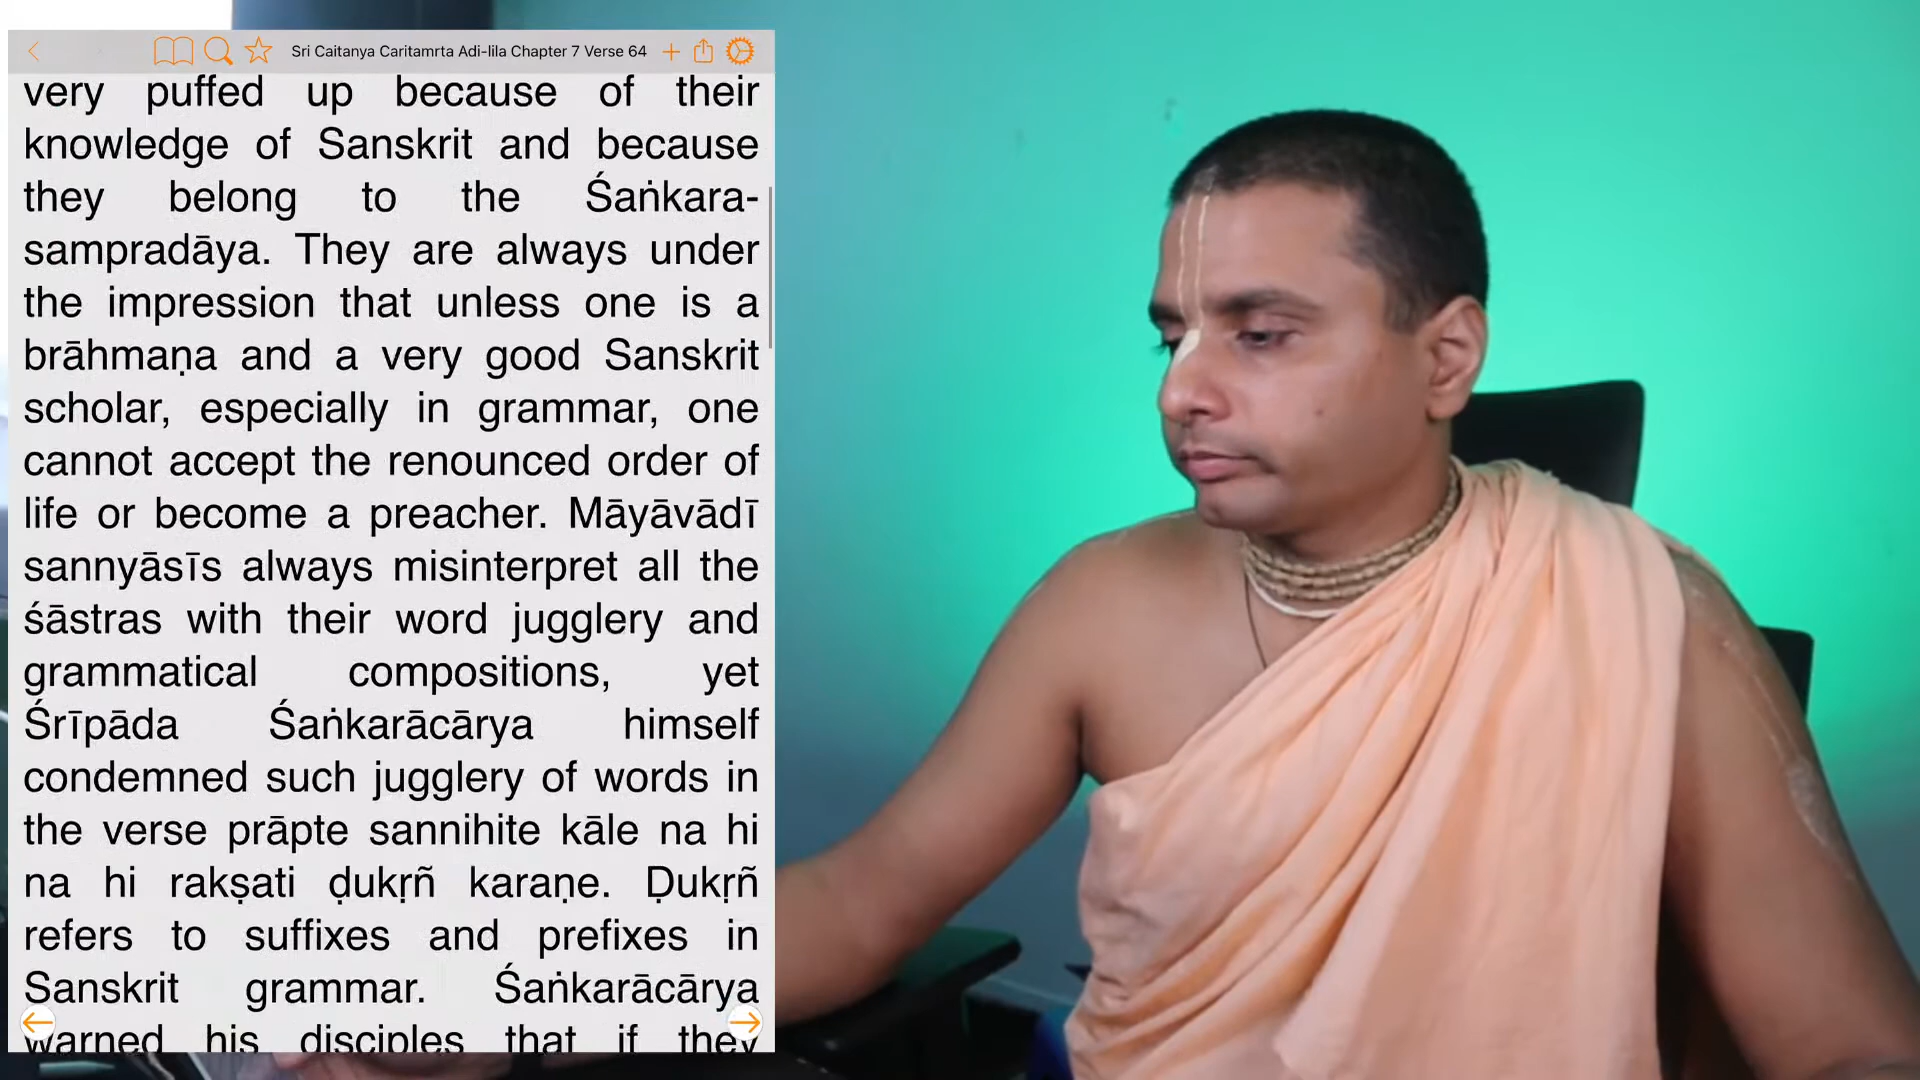 Sri Caitanya Caritamrta Adi-lila Chapter 7 Verse 64
very puffed up because of their
knowledge of Sanskrit and because
they belong to the Śaṅkara-
sampradāya. They are always under
the impression that unless one is a
brāhmaṇa and a very good Sanskrit
scholar, especially in grammar, one
cannot accept the renounced order of
life or become a preacher. Māyāvādī
sannyāsīs always misinterpret all the
śāstras with their word jugglery and
grammatical compositions, yet
Śrīpāda Śaṅkarācārya himself
condemned such jugglery of words in
the verse prāpte sannihite kāle na hi
na hi rakṣati ḍukṛñ karaṇe. Ḍukṛñ
refers to suffixes and prefixes in
Sanskrit grammar. Śaṅkarācārya
warned his disciples that if they